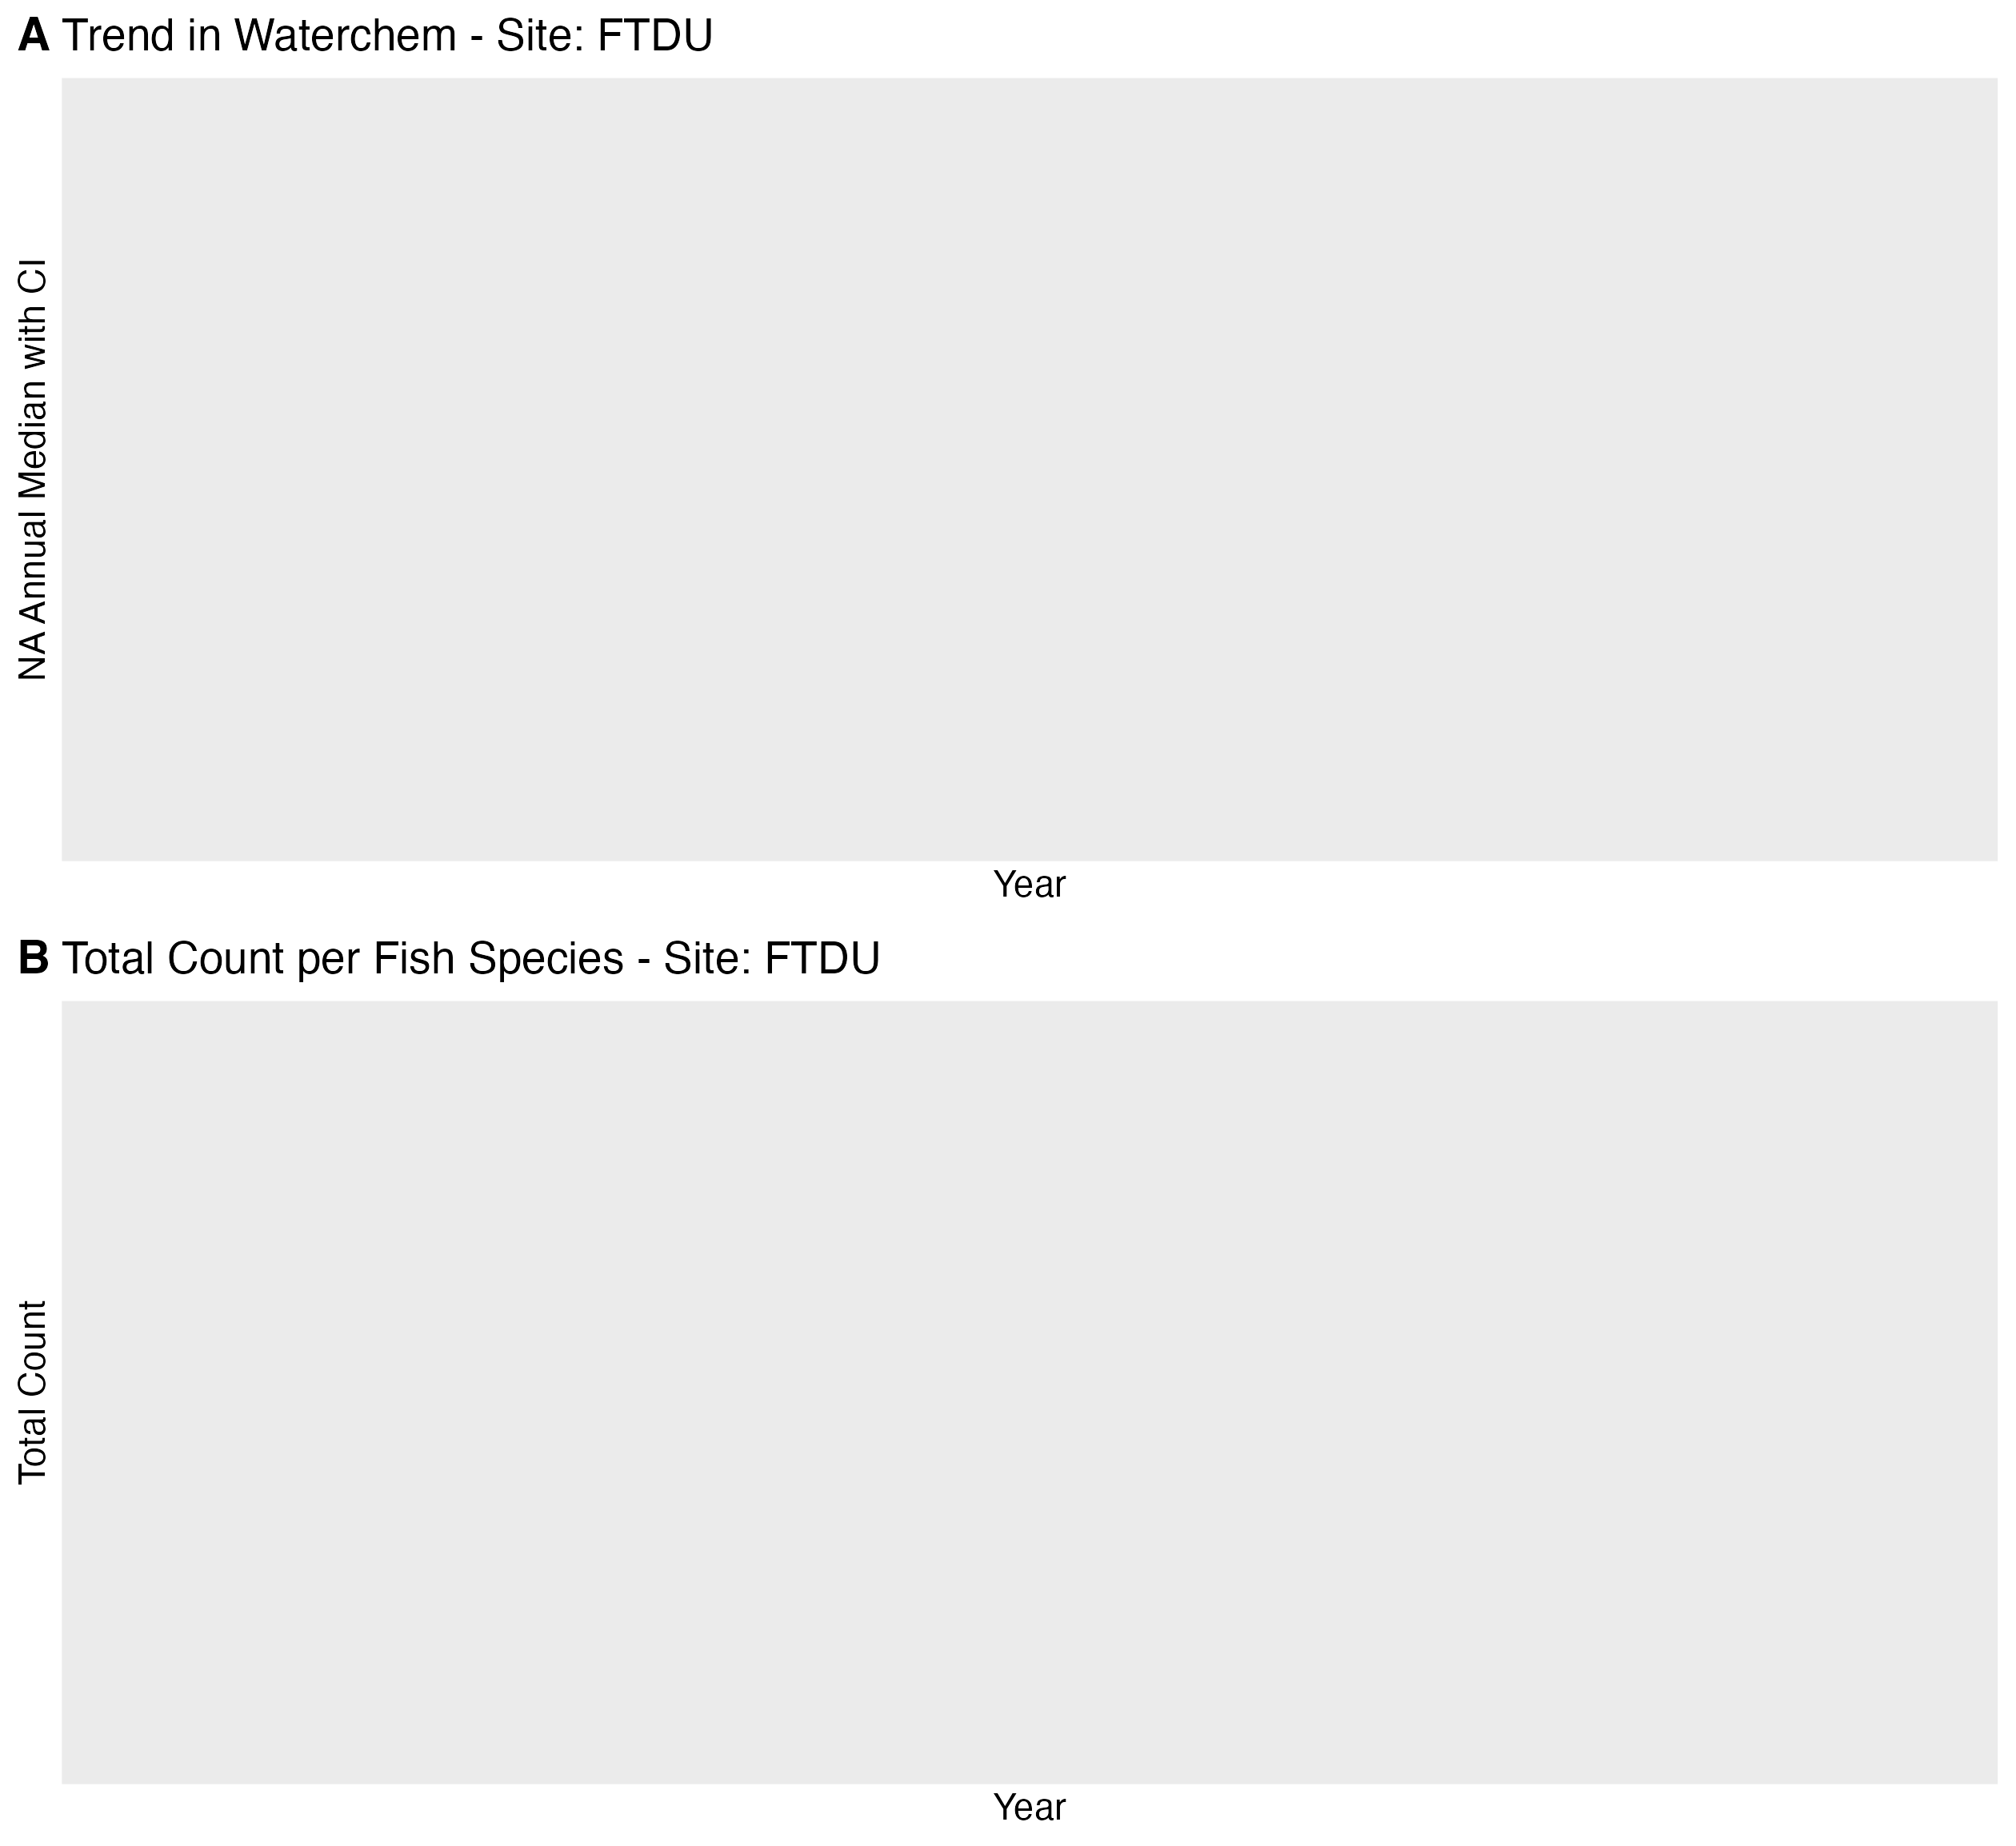 A Trend in Waterchem - Site: FTDU
NA Annual Median with CI
Year
B Total Count per Fish Species - Site: FTDU
Total Count
Year